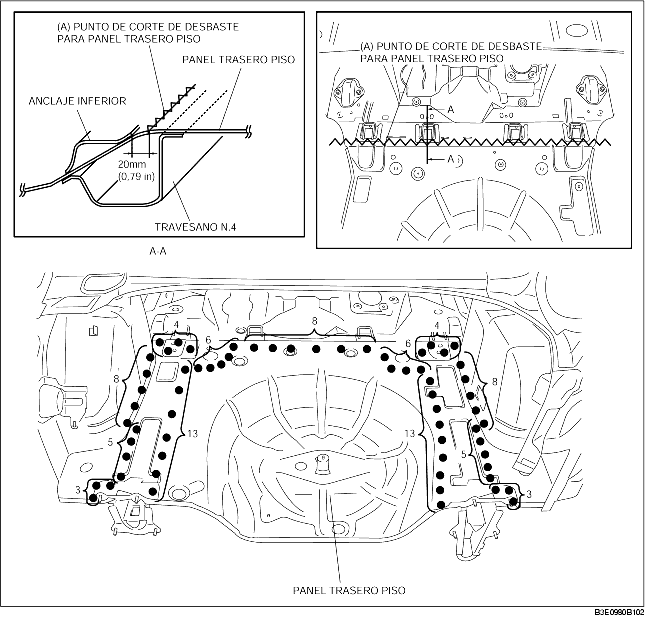 (A) PUNTO DE CORTE DE DESBASTE
PARA PANEL TRASERO PISO
PANEL TRASERO PISO
ANCLAJE INFERIOR
20mm
(0,79 in)
TRAVESANO N.4
A-A
(A) PUNTO DE CORTE DE DESBASTE
PARA PANEL TRASERO PISO
A
A
8
4
4
6
6
8
8
13
13
5
5
3
3
PANEL TRASERO PISO
B3E0980B102